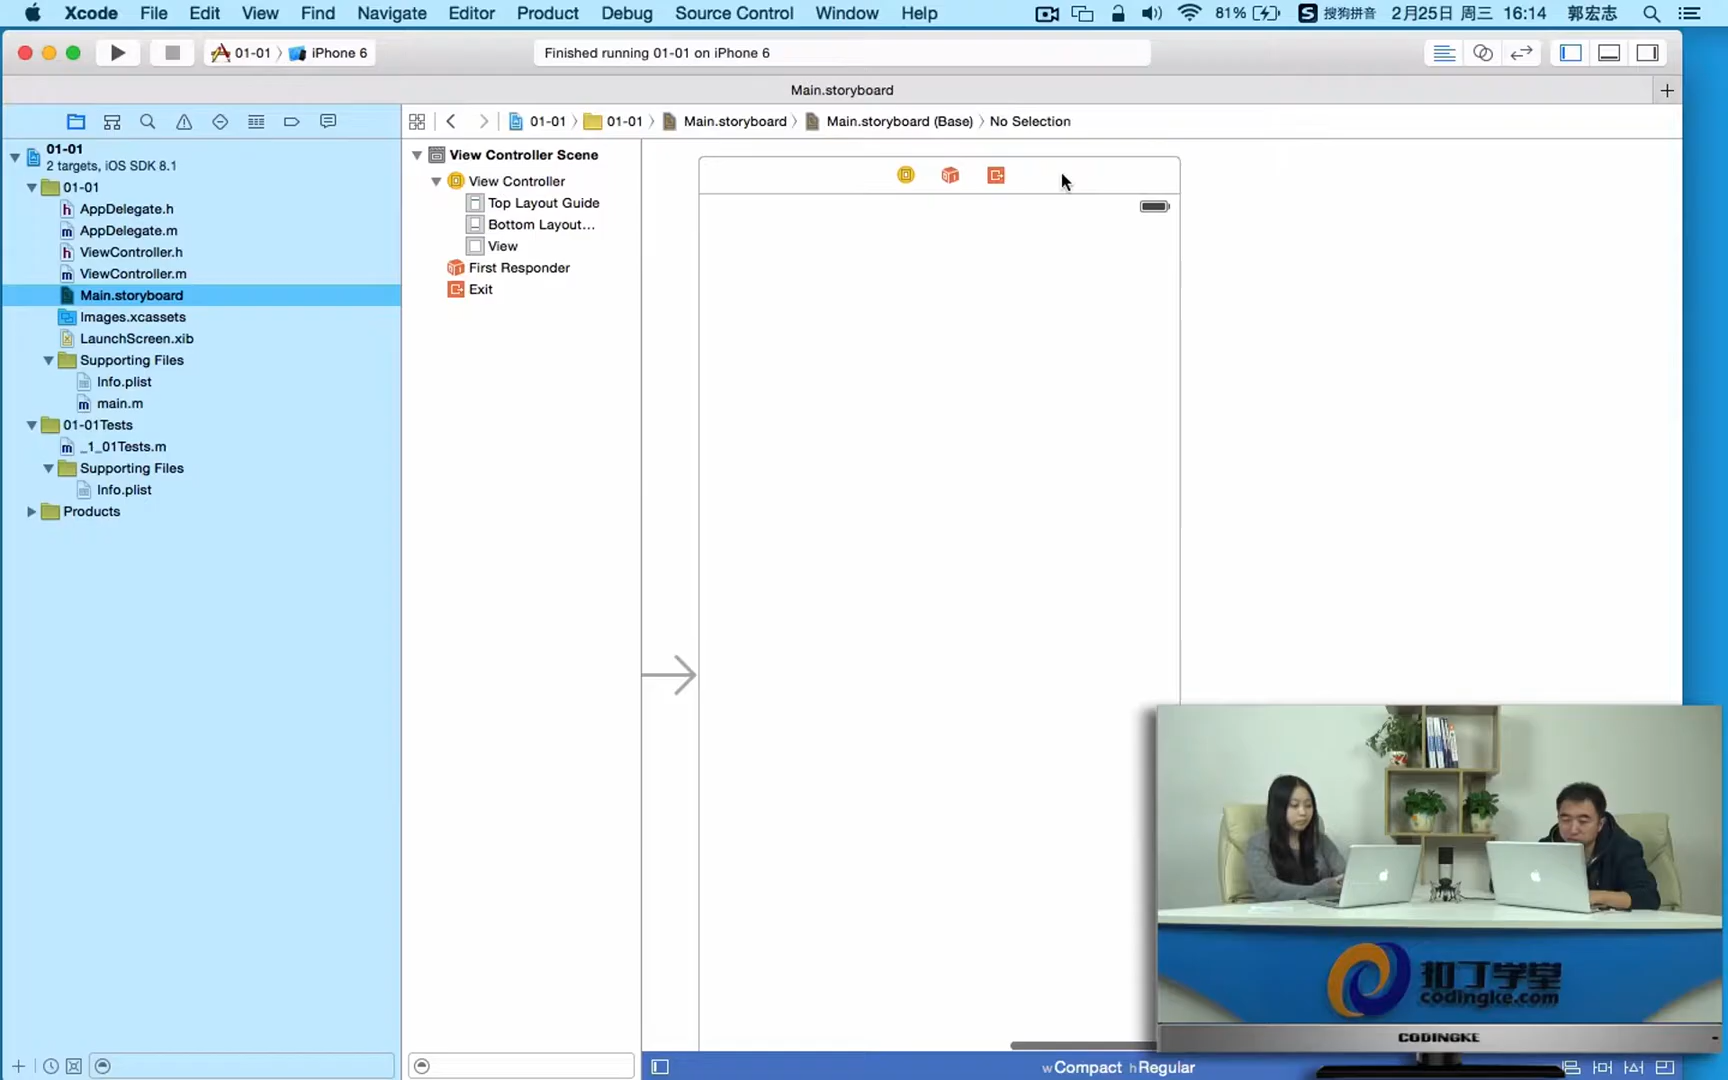 Xcode File Edit View Find Navigate Editor Product Debug Source Control Window Help 81% S 搜狗拼音 2月25日 周三 16:14 郭宏志
01-01 iPhone 6 Finished running 01-01 on iPhone 6
Main.storyboard
01-01 01-01 Main.storyboard Main.storyboard (Base) No Selection
01-01
2 targets, iOS SDK 8.1
01-01
AppDelegate.h
AppDelegate.m
ViewController.h
ViewController.m
Main.storyboard
Images.xcassets
LaunchScreen.xib
Supporting Files
Info.plist
main.m
01-01Tests
_1_01Tests.m
Supporting Files
Info.plist
Products
View Controller Scene
View Controller
Top Layout Guide
Bottom Layout...
View
First Responder
Exit
wCompact hRegular
扣丁学堂
codingke.com
CODINGKE